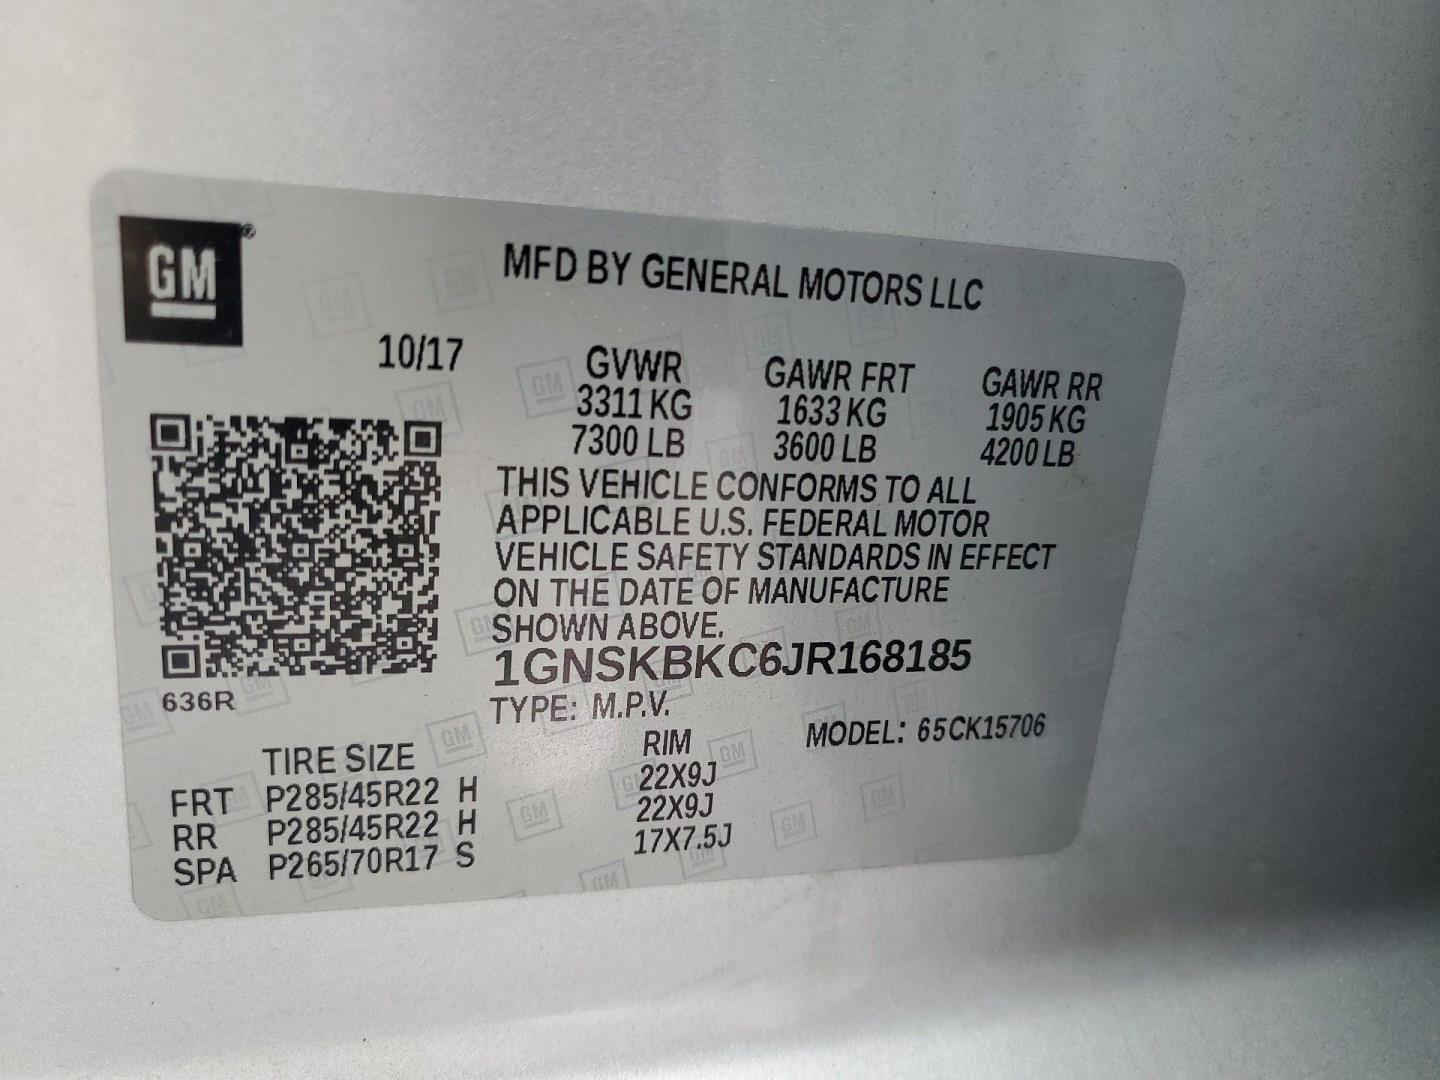 GM ®
MFD BY GENERAL MOTORS LLC
10/17
GVWR GAWR FRT GAWR RR
3311 KG 1633 KG 1905 KG
7300 LB 3600 LB 4200 LB
THIS VEHICLE CONFORMS TO ALL
APPLICABLE U.S. FEDERAL MOTOR
VEHICLE SAFETY STANDARDS IN EFFECT
ON THE DATE OF MANUFACTURE
SHOWN ABOVE.
1GNSKBKC6JR168185
636R
TYPE: M.P.V.
MODEL: 65CK15706
TIRE SIZE RIM
FRT P285/45R22 H 22X9J
RR P285/45R22 H 22X9J
SPA P265/70R17 S 17X7.5J